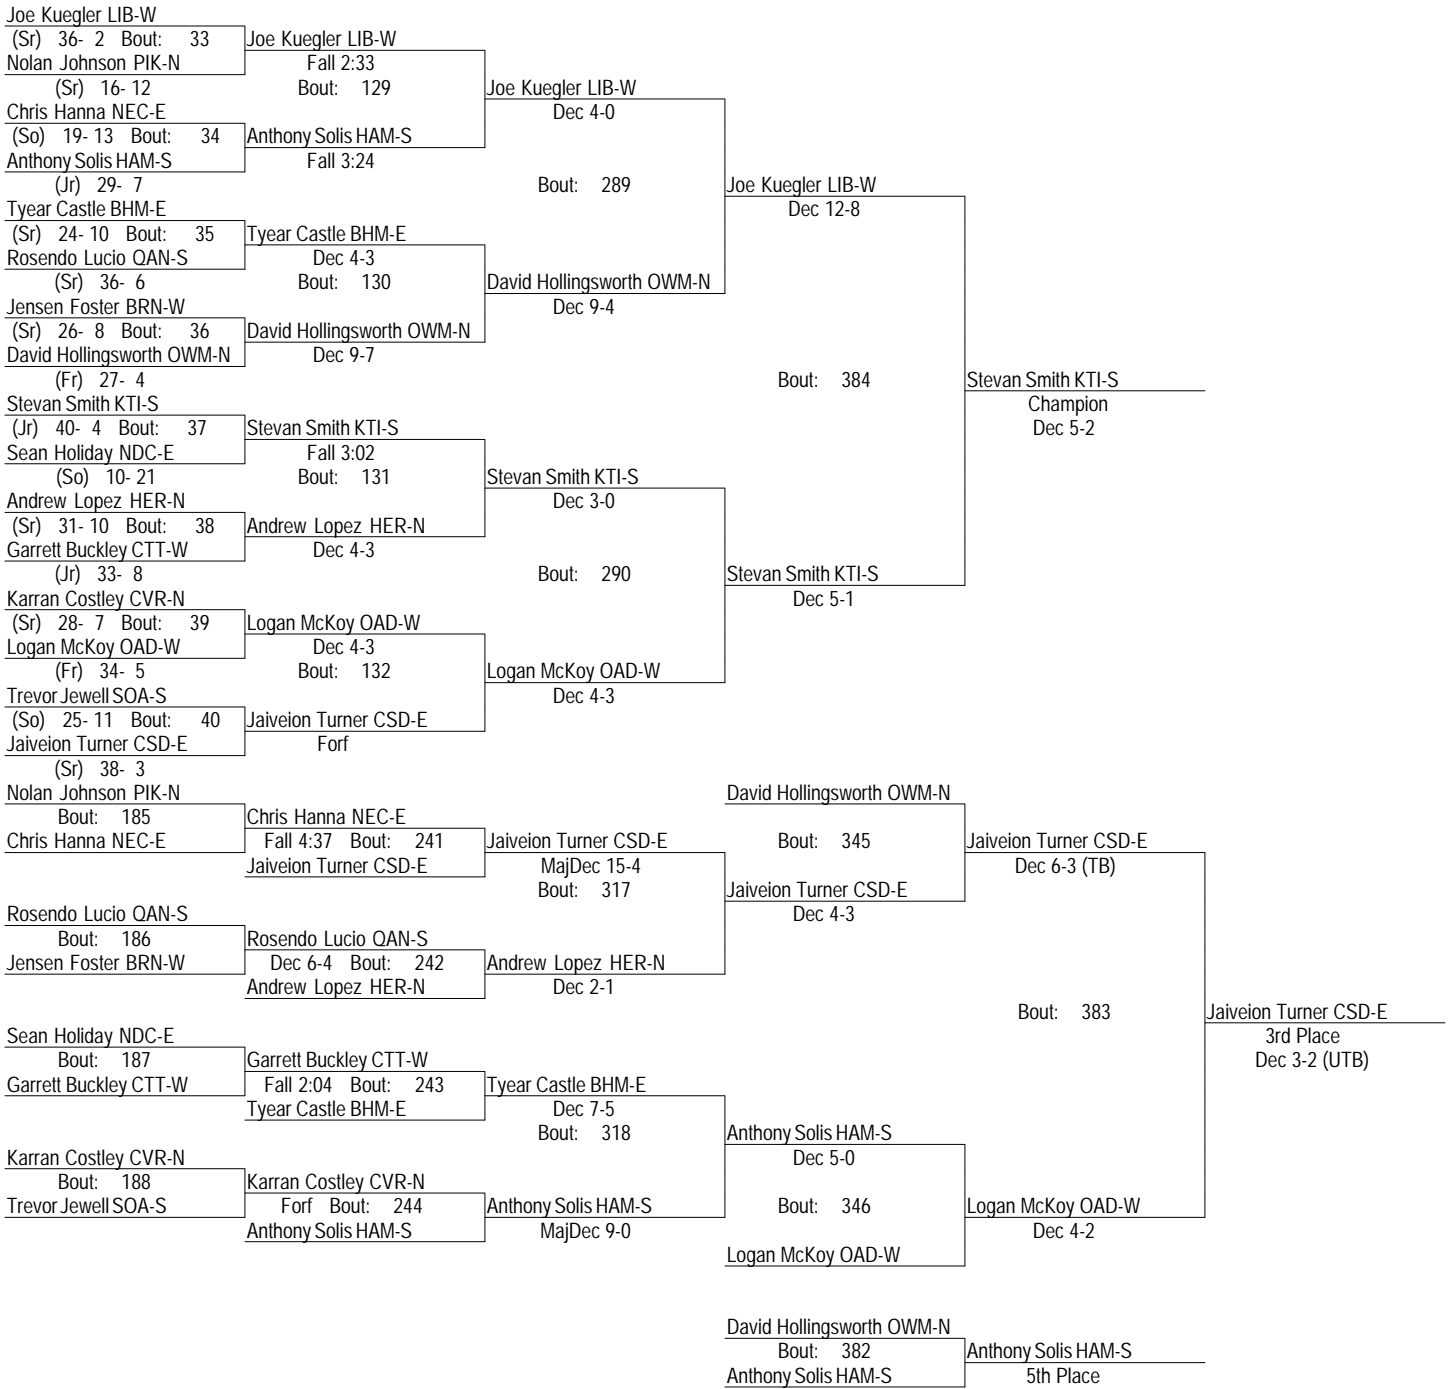 Joe Kuegler LIB-W
(Sr) 36- 2 Bout: 33
Joe Kuegler LIB-W
Nolan Johnson PIK-N
Fall 2:33
(Sr) 16- 12
Bout: 129
Joe Kuegler LIB-W
Chris Hanna NEC-E
Dec 4-0
(So) 19- 13 Bout: 34
Anthony Solis HAM-S
Anthony Solis HAM-S
Fall 3:24
(Jr) 29- 7
Bout: 289
Joe Kuegler LIB-W
Tyear Castle BHM-E
Dec 12-8
(Sr) 24- 10 Bout: 35
Tyear Castle BHM-E
Rosendo Lucio QAN-S
Dec 4-3
(Sr) 36- 6
Bout: 130
David Hollingsworth OWM-N
Jensen Foster BRN-W
Dec 9-4
(Sr) 26- 8 Bout: 36
David Hollingsworth OWM-N
David Hollingsworth OWM-N
Dec 9-7
(Fr) 27- 4
Bout: 384
Stevan Smith KTI-S
Stevan Smith KTI-S
Champion
(Jr) 40- 4 Bout: 37
Stevan Smith KTI-S
Dec 5-2
Sean Holiday NDC-E
Fall 3:02
(So) 10- 21
Bout: 131
Stevan Smith KTI-S
Andrew Lopez HER-N
Dec 3-0
(Sr) 31- 10 Bout: 38
Andrew Lopez HER-N
Garrett Buckley CTT-W
Dec 4-3
(Jr) 33- 8
Bout: 290
Stevan Smith KTI-S
Karran Costley CVR-N
Dec 5-1
(Sr) 28- 7 Bout: 39
Logan McKoy OAD-W
Logan McKoy OAD-W
Dec 4-3
(Fr) 34- 5
Bout: 132
Logan McKoy OAD-W
Trevor Jewell SOA-S
Dec 4-3
(So) 25- 11 Bout: 40
Jaiveion Turner CSD-E
Jaiveion Turner CSD-E
Forf
(Sr) 38- 3
Nolan Johnson PIK-N
David Hollingsworth OWM-N
Bout: 185
Chris Hanna NEC-E
Chris Hanna NEC-E
Fall 4:37 Bout: 241
Jaiveion Turner CSD-E
Bout: 345
Jaiveion Turner CSD-E
Jaiveion Turner CSD-E
MajDec 15-4
Dec 6-3 (TB)
Bout: 317
Jaiveion Turner CSD-E
Rosendo Lucio QAN-S
Dec 4-3
Bout: 186
Rosendo Lucio QAN-S
Jensen Foster BRN-W
Dec 6-4 Bout: 242
Andrew Lopez HER-N
Andrew Lopez HER-N
Dec 2-1
Bout: 383
Jaiveion Turner CSD-E
Sean Holiday NDC-E
3rd Place
Bout: 187
Garrett Buckley CTT-W
Dec 3-2 (UTB)
Garrett Buckley CTT-W
Fall 2:04 Bout: 243
Tyear Castle BHM-E
Tyear Castle BHM-E
Dec 7-5
Bout: 318
Anthony Solis HAM-S
Karran Costley CVR-N
Dec 5-0
Bout: 188
Karran Costley CVR-N
Trevor Jewell SOA-S
Forf Bout: 244
Anthony Solis HAM-S
Bout: 346
Logan McKoy OAD-W
Anthony Solis HAM-S
MajDec 9-0
Dec 4-2
Logan McKoy OAD-W
David Hollingsworth OWM-N
Bout: 382
Anthony Solis HAM-S
Anthony Solis HAM-S
5th Place